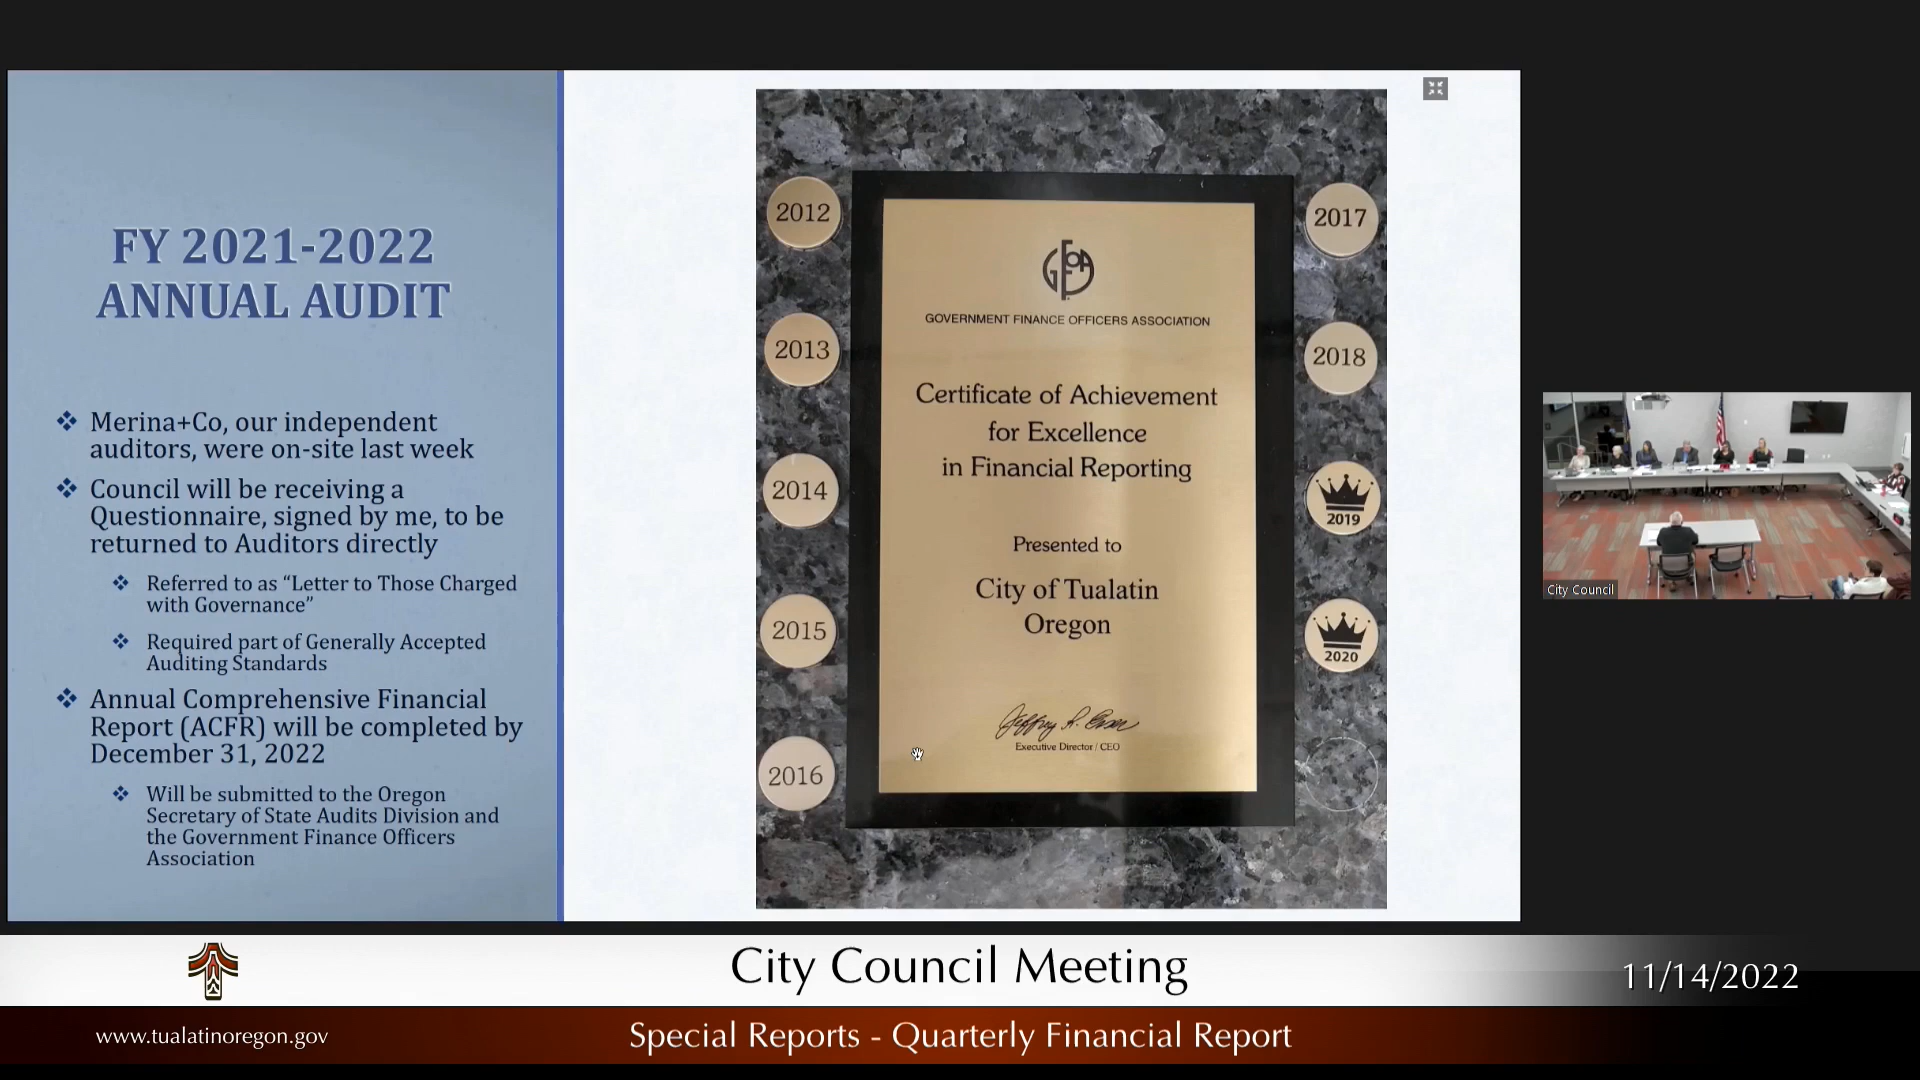 FY 2021-2022
ANNUAL AUDIT
❖ Merina+Co, our independent
auditors, were on-site last week
❖ Council will be receiving a
Questionnaire, signed by me, to be
returned to Auditors directly
❖ Referred to as “Letter to Those Charged
with Governance”
❖ Required part of Generally Accepted
Auditing Standards
❖ Annual Comprehensive Financial
Report (ACFR) will be completed by
December 31, 2022
❖ Will be submitted to the Oregon
Secretary of State Audits Division and
the Government Finance Officers
Association
2012
2013
2014
2015
2016
GFOA
GOVERNMENT FINANCE OFFICERS ASSOCIATION
Certificate of Achievement
for Excellence
in Financial Reporting
Presented to
City of Tualatin
Oregon
Executive Director / CEO
2017
2018
2019
2020
City Council
City Council Meeting
11/14/2022
www.tualatinoregon.gov
Special Reports - Quarterly Financial Report